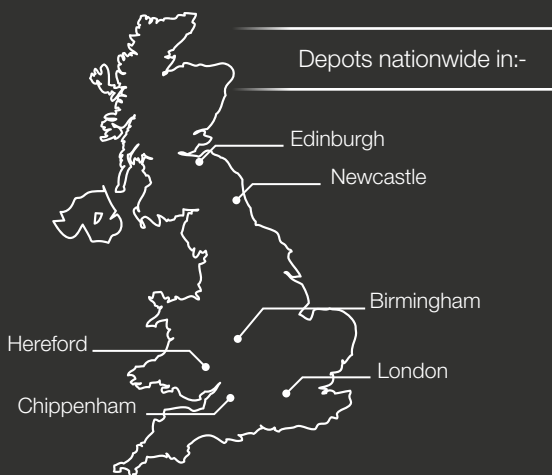 Depots nationwide in:-
Edinburgh
Newcastle
Birmingham
Hereford
London
Chippenham